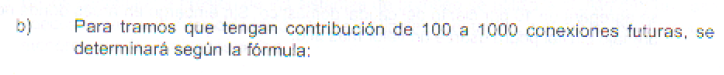 b) Para tramos que tengan contribución de 100 a 1000 conexiones futuras, se
determinará según la fórmula: